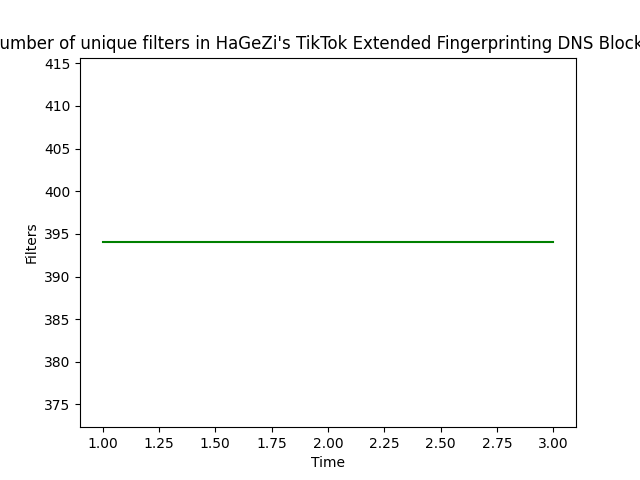 umber of unique filters in HaGeZi's TikTok Extended Fingerprinting DNS Block
415
410
405
400
395
390
385
380
375
Filters
1.00 1.25 1.50 1.75 2.00 2.25 2.50 2.75 3.00
Time